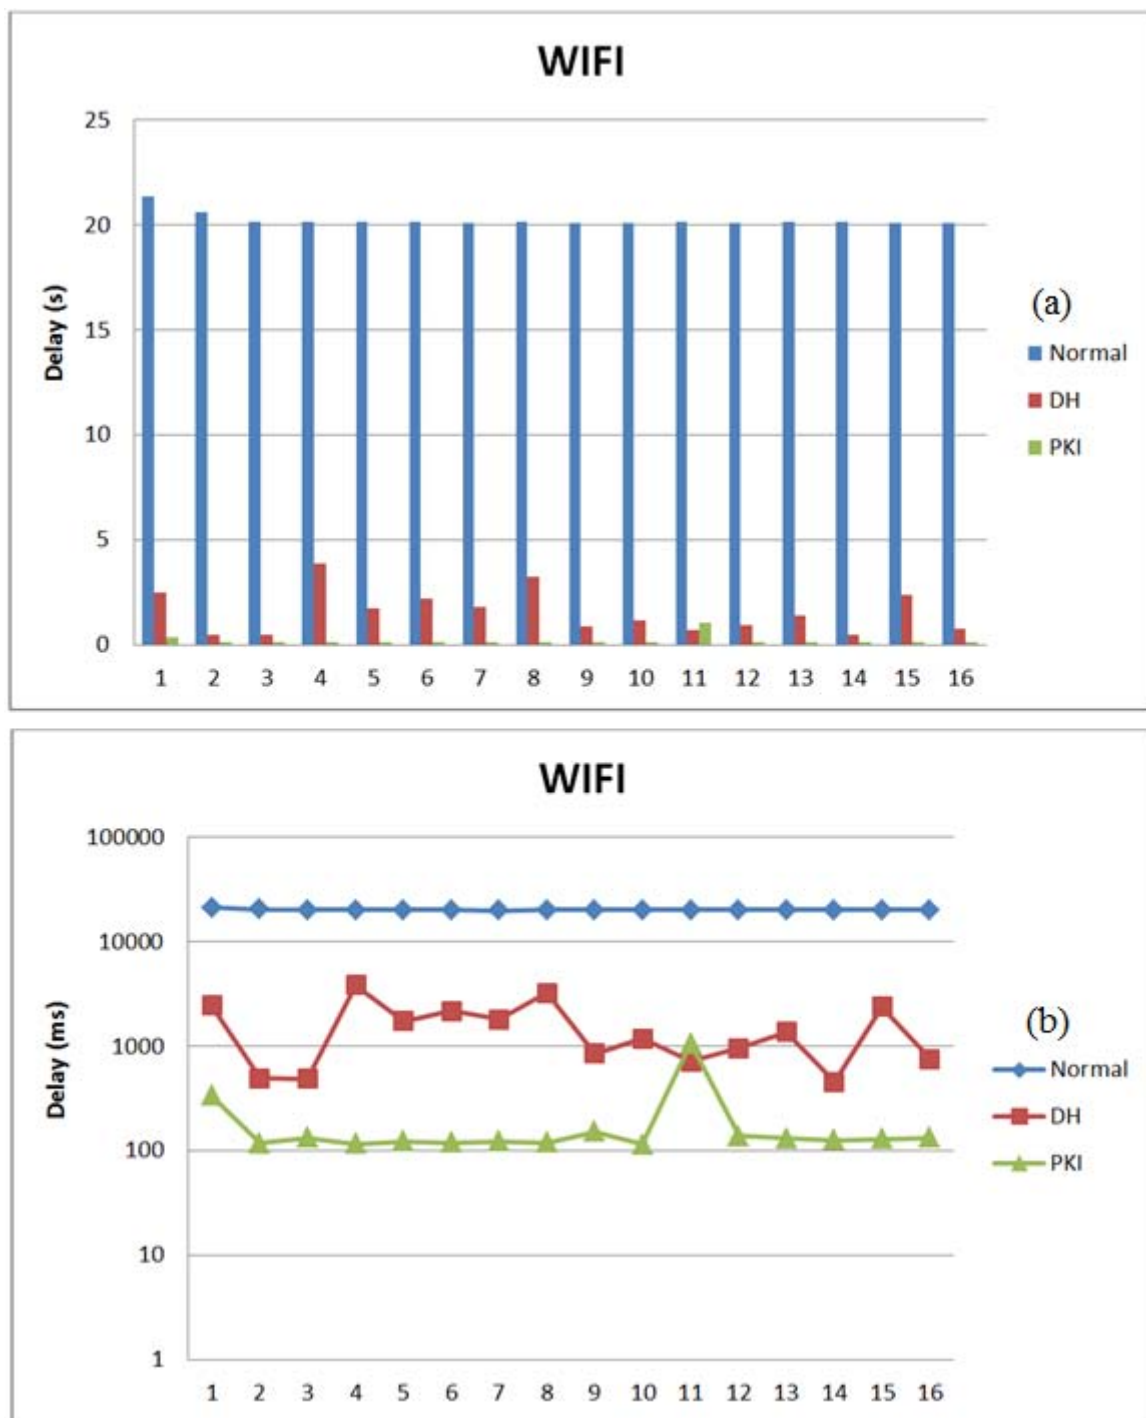 WIFI
25
20
15
10
5
0
Delay (s)
1 2 3 4 5 6 7 8 9 10 11 12 13 14 15 16
(a)
Normal
DH
PKI
WIFI
100000
10000
1000
100
10
1
Delay (ms)
1 2 3 4 5 6 7 8 9 10 11 12 13 14 15 16
(b)
Normal
DH
PKI